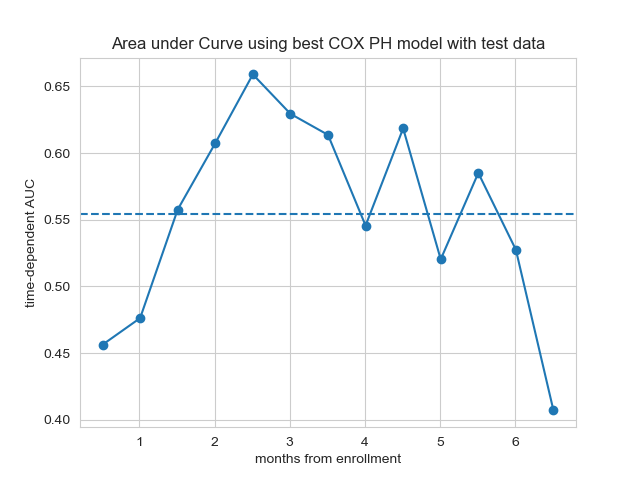 Area under Curve using best COX PH model with test data
0.65
0.60
0.55
0.50
0.45
0.40
time-dependent AUC
1 2 3 4 5 6
months from enrollment